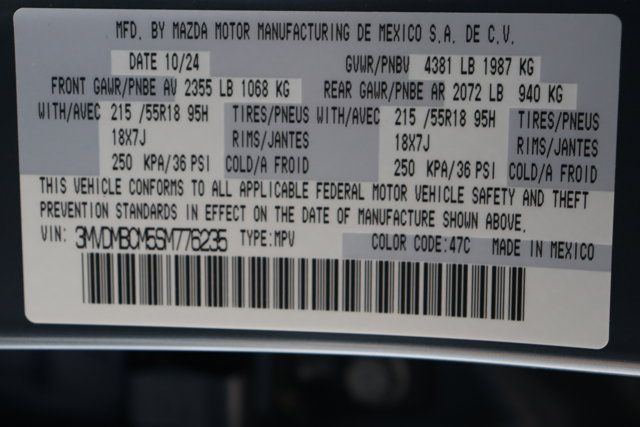 MFD. BY MAZDA MOTOR MANUFACTURING DE MEXICO S.A. DE C.V.
DATE 10/24 GVWR/PNBV 4381 LB 1987 KG
FRONT GAWR/PNBE AV 2355 LB 1068 KG REAR GAWR/PNBE AR 2072 LB 940 KG
WITH/AVEC 215 /55R18 95H TIRES/PNEUS WITH/AVEC 215 /55R18 95H TIRES/PNEUS
18X7J RIMS/JANTES 18X7J RIMS/JANTES
250 KPA/36 PSI COLD/A FROID 250 KPA/36 PSI COLD/A FROID
THIS VEHICLE CONFORMS TO ALL APPLICABLE FEDERAL MOTOR VEHICLE SAFETY AND THEFT
PREVENTION STANDARDS IN EFFECT ON THE DATE OF MANUFACTURE SHOWN ABOVE.
VIN: 3MVDMBCM5SM776235 TYPE:MPV COLOR CODE:47C MADE IN MEXICO